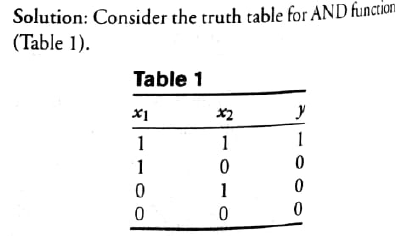 Solution: Consider the truth table for AND function
(Table 1).
Table 1
x1 x2 y
1 1 1
1 0 0
0 1 0
0 0 0